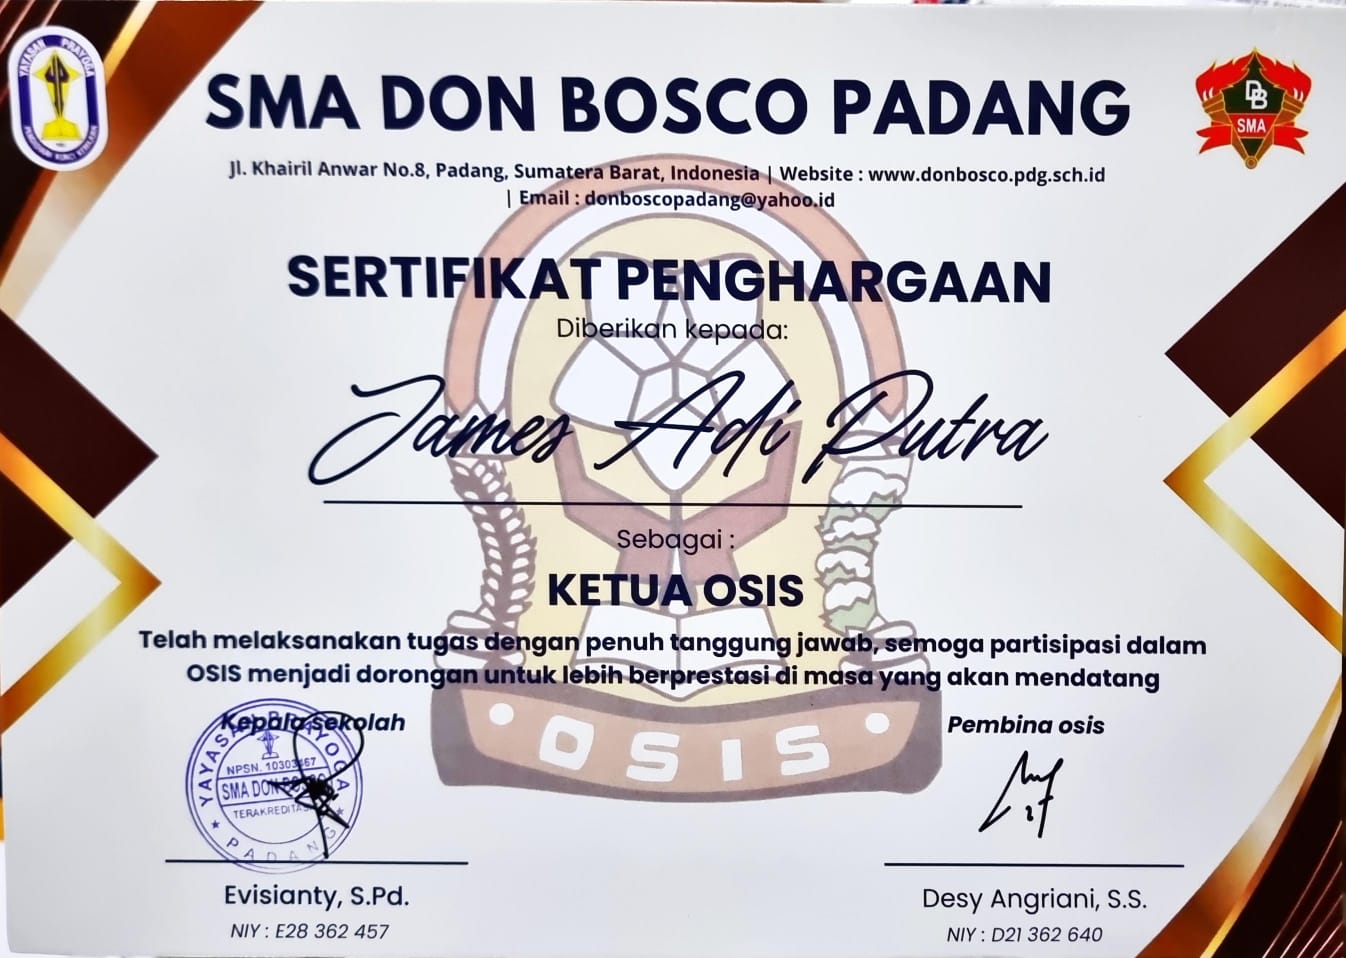 YAYASAN PRAYOGA
SMA DON BOSCO PADANG
DB
SMA
Jl. Khairil Anwar No.8, Padang, Sumatera Barat, Indonesia | Website : www.donbosco.pdg.sch.id
| Email : donboscopadang@yahoo.id
SERTIFIKAT PENGHARGAAN
Diberikan kepada:
James Adi Putra
Sebagai :
KETUA OSIS
Telah melaksanakan tugas dengan penuh tanggung jawab, semoga partisipasi dalam
OSIS menjadi dorongan untuk lebih berprestasi di masa yang akan mendatang
OSIS
Kepala sekolah
Pembina osis
YAYASAN PRAYOGA
NPSN. 10303467
SMA DON BOSCO
PADANG
Evisianty, S.Pd.
Desy Angriani, S.S.
NIY : E28 362 457
NIY : D21 362 640